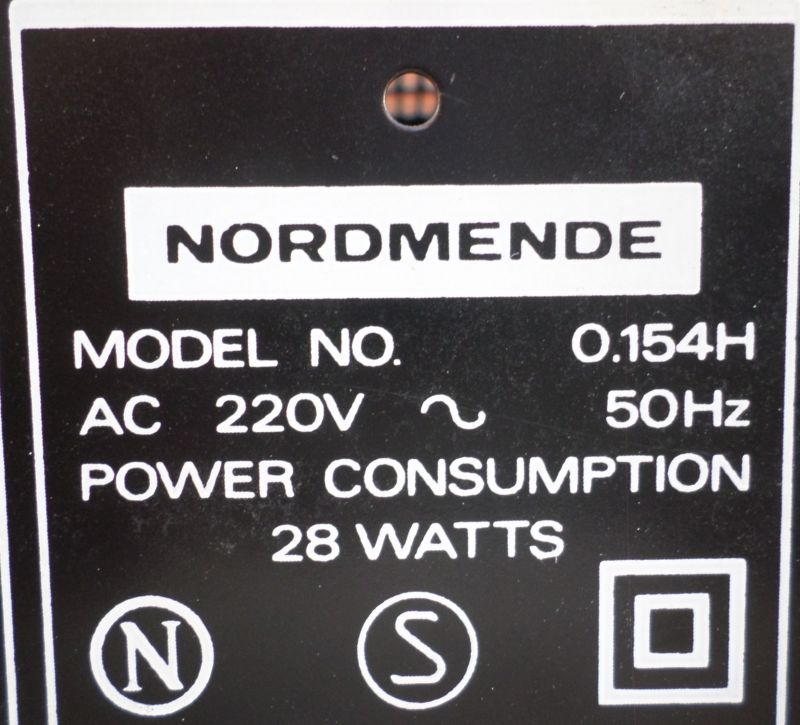 NORDMENDE
MODEL NO. 0.154H
AC 220V ~ 50Hz
POWER CONSUMPTION
28 WATTS
N S